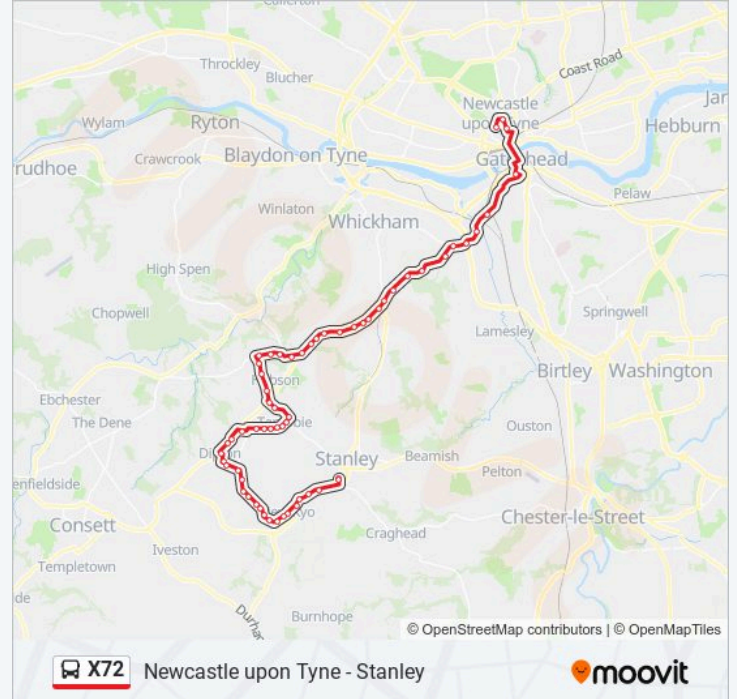 Throckley
Blucher
Coast Road
Newcastle
upon Tyne
Jar
Wylam
Ryton
Hebburn
Blaydon on Tyne
Gateshead
Crawcrook
rudhoe
Pelaw
Winlaton
Whickham
High Spen
Chopwell
Springwell
Lamesley
Birtley
Washington
Hobson
Ebchester
The Dene
Ouston
Stanley
Beamish
Pelton
enfieldside
Chester-le-Street
Consett
Craghead
Iveston
Templetown
de
Burnhope
© OpenStreetMap contributors | © OpenMapTiles
X72 Newcastle upon Tyne - Stanley
moovit